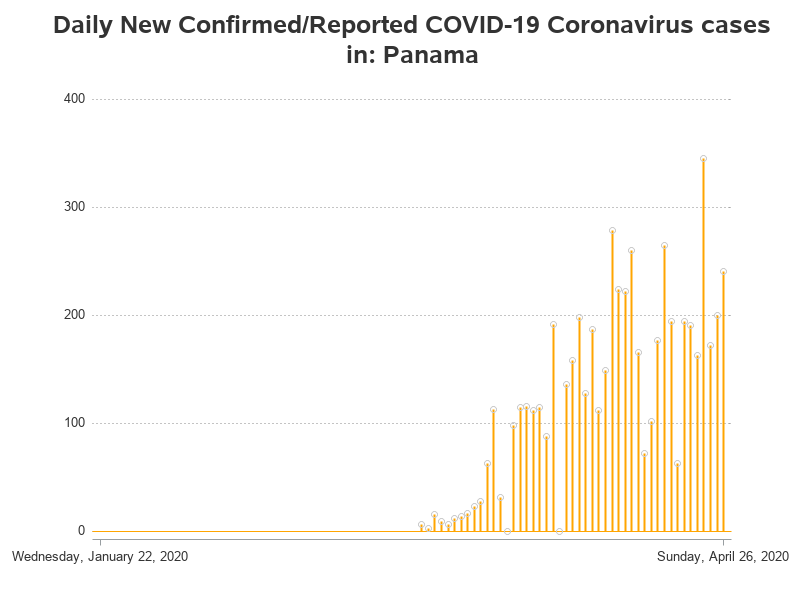 Daily New Confirmed/Reported COVID-19 Coronavirus cases
in: Panama
400
300
200
100
0
Wednesday, January 22, 2020
Sunday, April 26, 2020